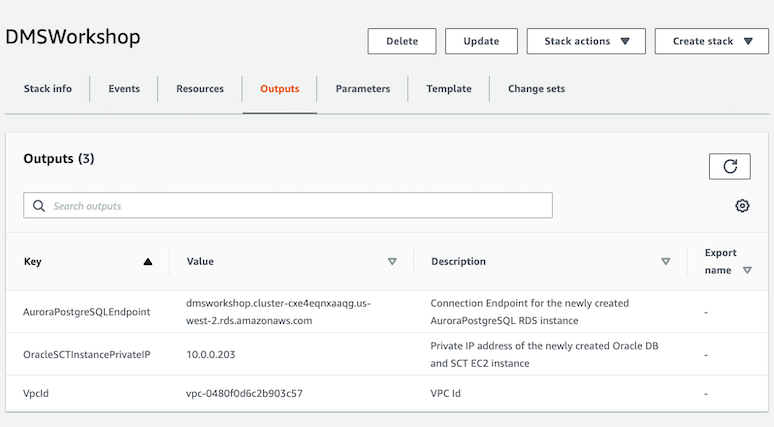 DMSWorkshop
Delete
Update
Stack actions
Create stack
Stack info
Events
Resources
Outputs
Parameters
Template
Change sets
Outputs (3)
Search outputs
Key
Value
Description
Export
name
AuroraPostgreSQLEndpoint
dmsworkshop.cluster-cxe4eqnxaaqg.us-
west-2.rds.amazonaws.com
Connection Endpoint for the newly created
AuroraPostgreSQL RDS instance
-
OracleSCTInstancePrivateIP
10.0.0.203
Private IP address of the newly created Oracle DB
and SCT EC2 instance
-
VpcId
vpc-0480f0d6c2b903c57
VPC Id
-